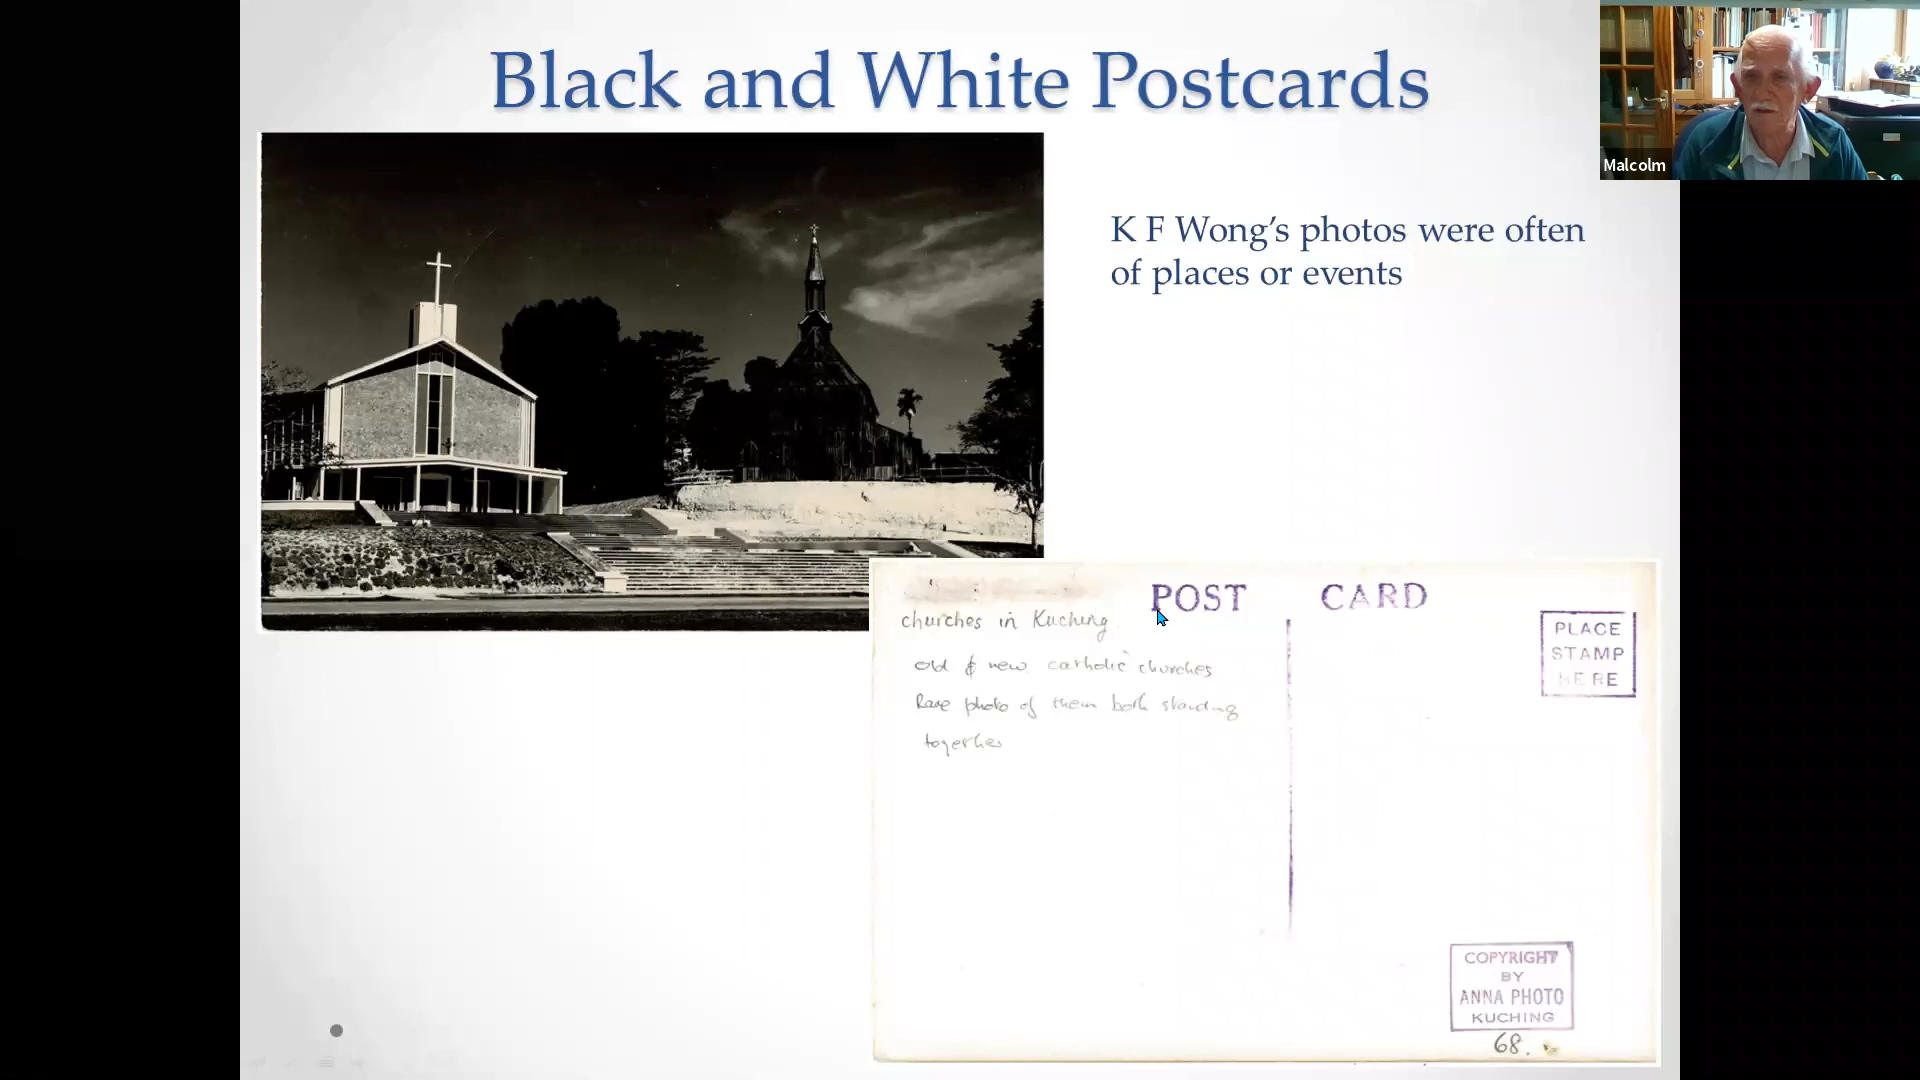 Black and White Postcards
Malcolm
K F Wong’s photos were often
of places or events
POST CARD
churches in Kuching.
old & new catholic churches
Rare photo of them both standing
together
PLACE
STAMP
HERE
COPYRIGHT
BY
ANNA PHOTO
KUCHING
68.